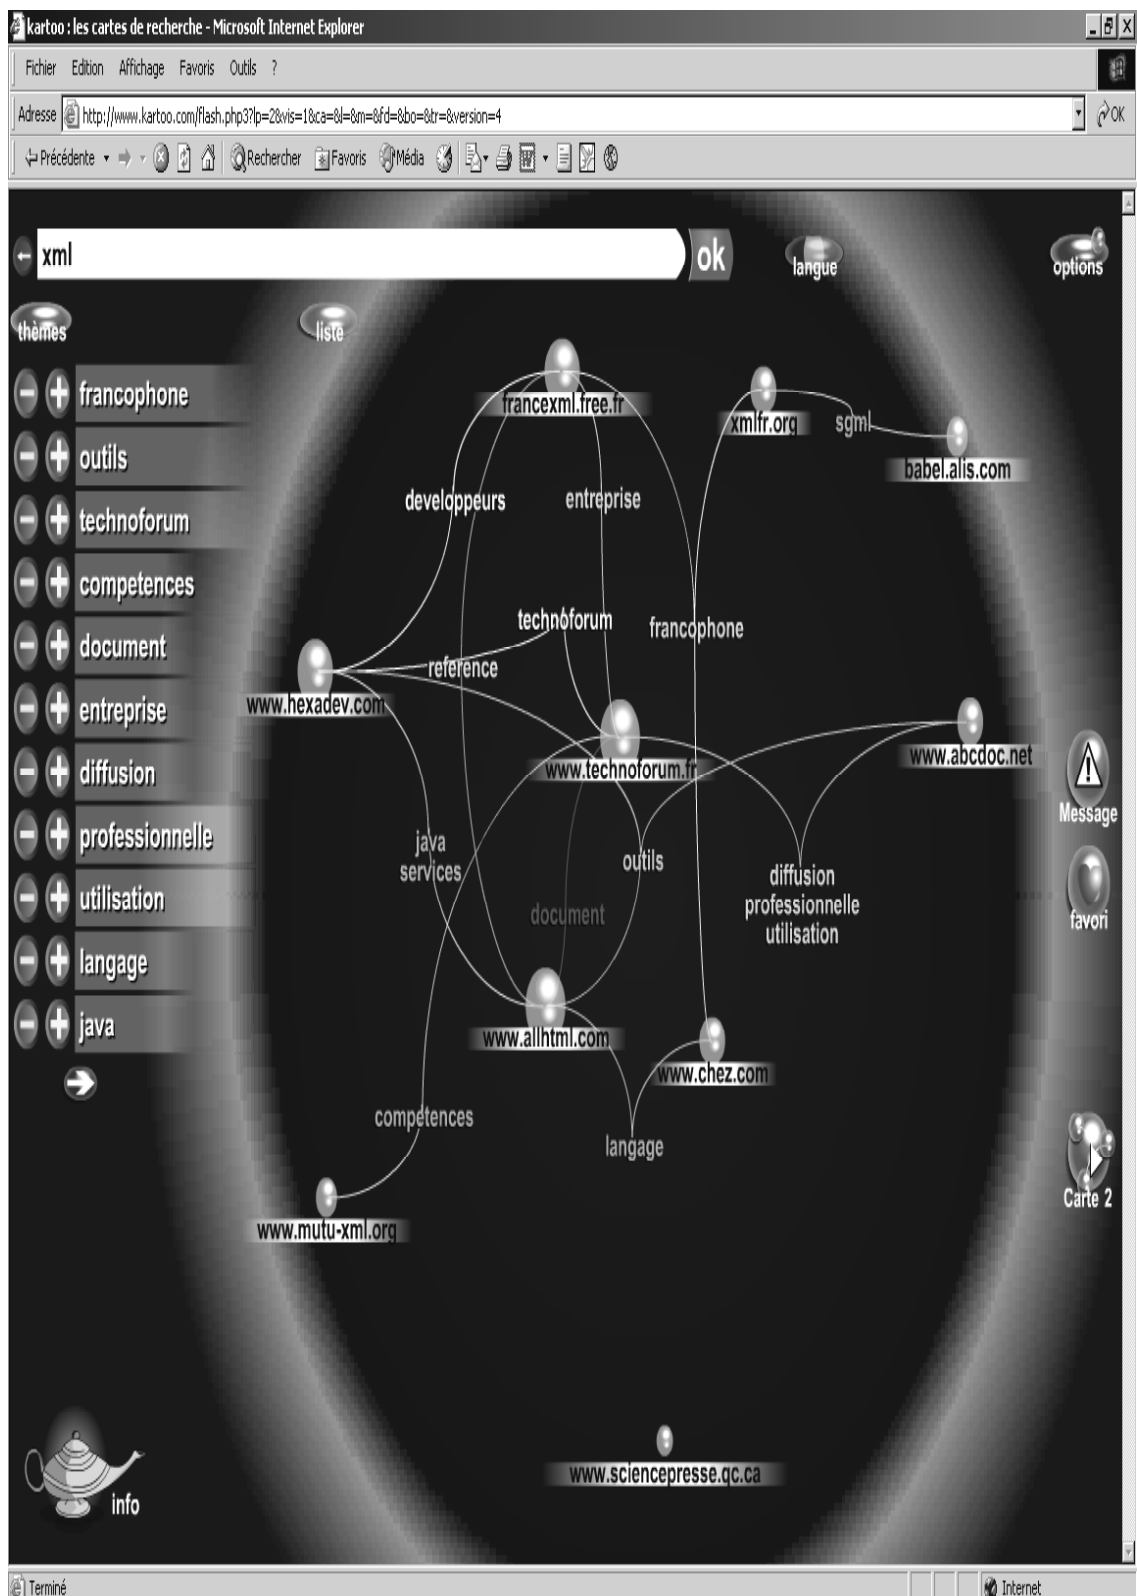 kartoo : les cartes de recherche - Microsoft Internet Explorer
Fichier Edition Affichage Favoris Outils ?
Adresse http://www.kartoo.com/flash.php3?lp=2&vis=1&ca=&l=&m=&fd=&bo=&tr=&version=4 OK
Précédente Rechercher Favoris Média
xml ok langue options
thèmes liste
francophone
outils
technoforum
competences
document
entreprise
diffusion
professionnelle
utilisation
langage
java
francexml.free.fr
xmlfr.org
sgml
babel.alis.com
developpeurs
entreprise
technoforum
francophone
reference
www.hexadev.com
www.technoforum.fr
www.abcdoc.net
java
services
outils
document
diffusion
professionnelle
utilisation
www.allhtml.com
www.chez.com
competences
langage
www.mutu-xml.org
www.sciencepresse.qc.ca
Message
favori
Carte 2
info
Terminé Internet